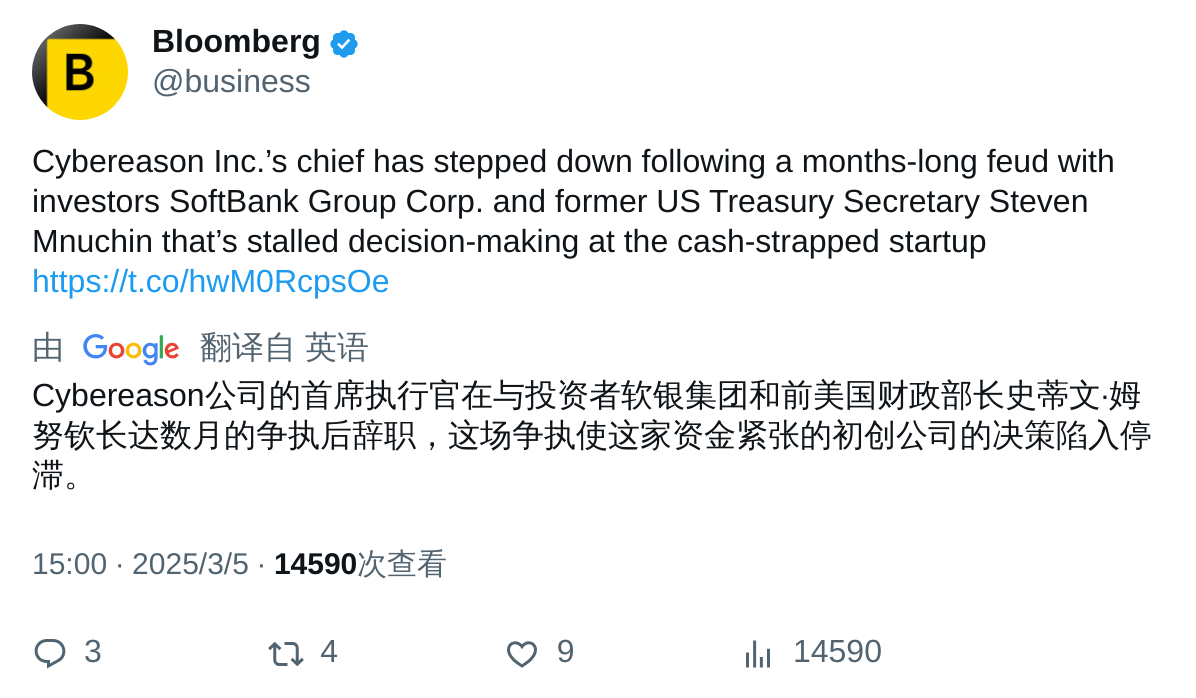 B
Bloomberg
@business
Cybereason Inc.’s chief has stepped down following a months-long feud with
investors SoftBank Group Corp. and former US Treasury Secretary Steven
Mnuchin that’s stalled decision-making at the cash-strapped startup
https://t.co/hwM0RcpsOe
由 Google 翻译自 英语
Cybereason公司的首席执行官在与投资者软银集团和前美国财政部长史蒂文·姆
努钦长达数月的争执后辞职，这场争执使这家资金紧张的初创公司的决策陷入停
滞。
15:00 · 2025/3/5 · 14590次查看
3 4 9 14590